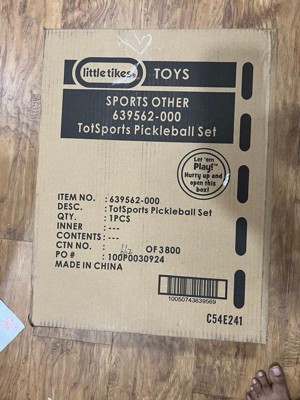 little tikes® TOYS
SPORTS OTHER
639562-000
TotSports Pickleball Set
Let 'em
Play!™
Hurry up and
open this
box!
ITEM NO. : 639562-000
DESC. : TotSports Pickleball Set
QTY. : 1PCS
INNER : ---
CONTENTS : ---
CTN NO. : OF 3800
PO # : 100P0030924
MADE IN CHINA
10050743639569
C54E241